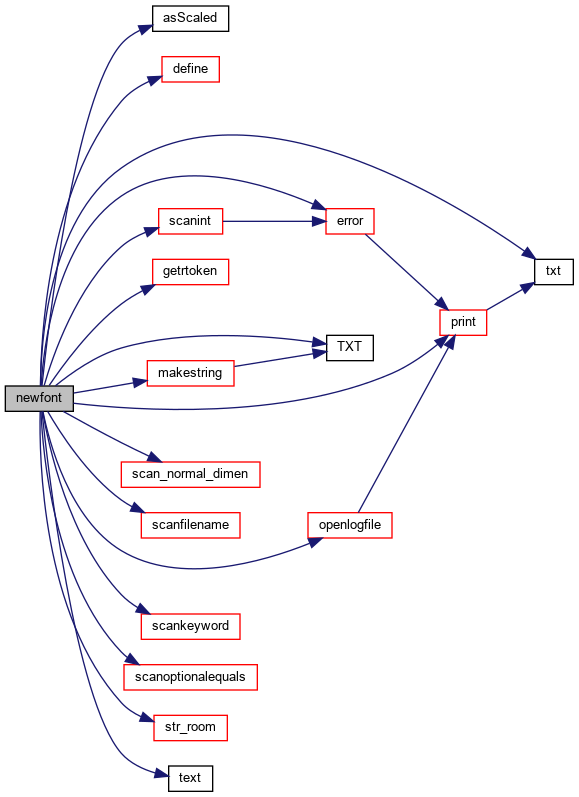 asScaled
define
scanint
error
getrtoken
txt
print
TXT
makestring
newfont
scan_normal_dimen
scanfilename
openlogfile
scankeyword
scanoptionalequals
str_room
text